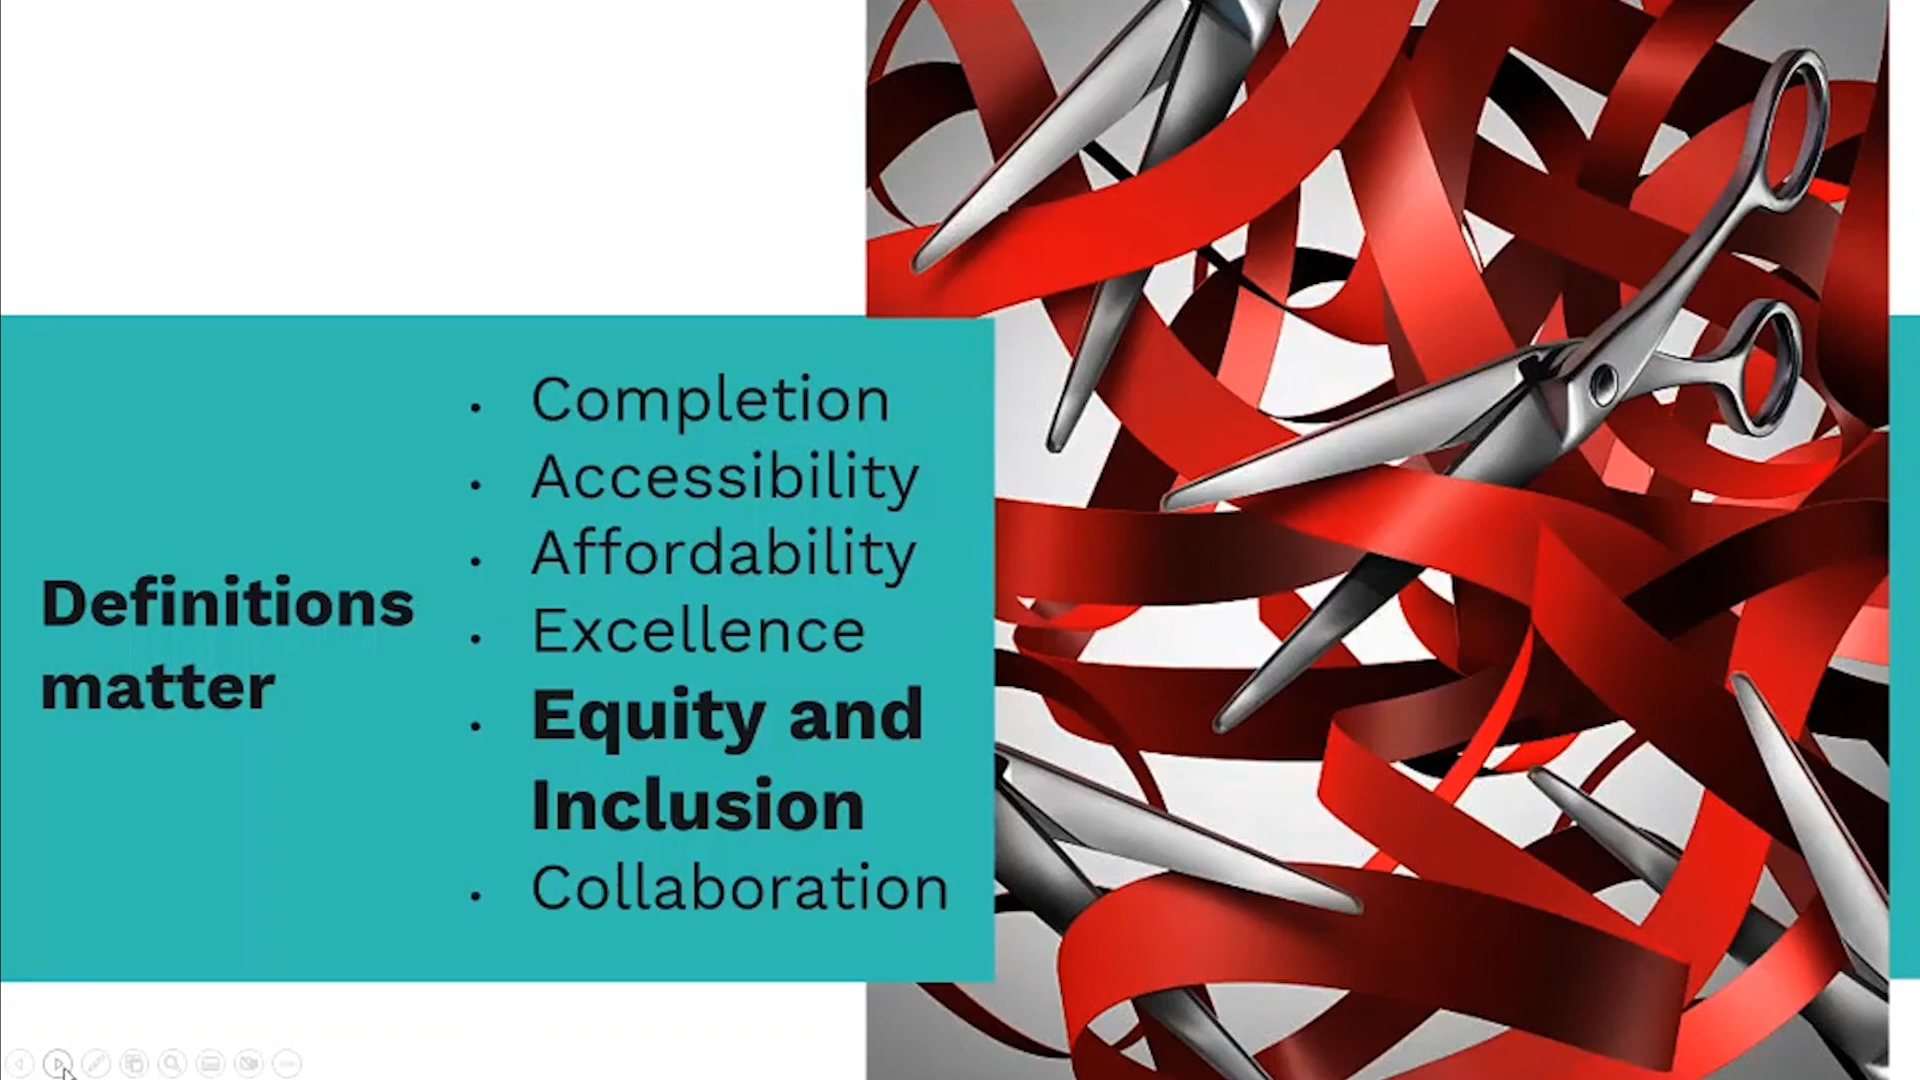 Definitions
matter
• Completion
• Accessibility
• Affordability
• Excellence
• Equity and
Inclusion
• Collaboration